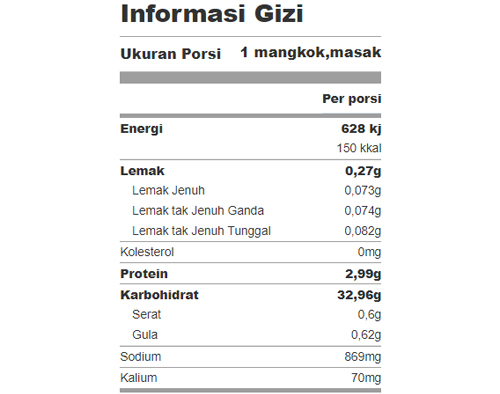 Informasi Gizi
Ukuran Porsi 1 mangkok,masak
Per porsi
Energi 628 kj
150 kkal
Lemak 0,27g
Lemak Jenuh 0,073g
Lemak tak Jenuh Ganda 0,074g
Lemak tak Jenuh Tunggal 0,082g
Kolesterol 0mg
Protein 2,99g
Karbohidrat 32,96g
Serat 0,6g
Gula 0,62g
Sodium 869mg
Kalium 70mg